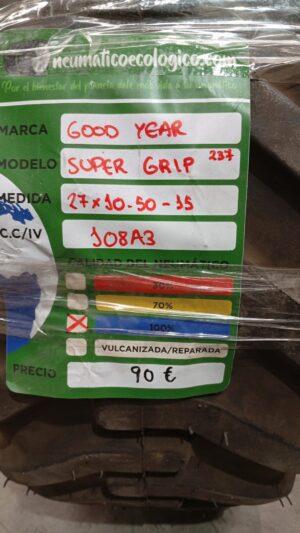 neumaticoecologico.com
Por el bienestar del planeta dale más vida a tu neumático
MARCA GOOD YEAR
MODELO SUPER GRIP 237
MEDIDA 27x10-50-15
C.C/IV 108A3
CALIDAD DEL NEUMÁTICO
50%
70%
X 100%
VULCANIZADA/REPARADA
PRECIO 90 €